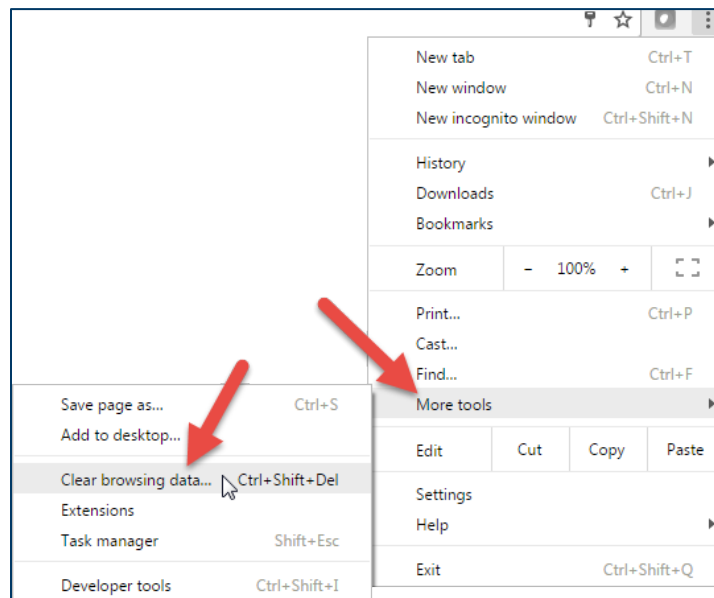 New tab Ctrl+T
New window Ctrl+N
New incognito window Ctrl+Shift+N
History
Downloads Ctrl+J
Bookmarks
Zoom - 100% +
Print... Ctrl+P
Cast...
Find... Ctrl+F
More tools
Edit Cut Copy Paste
Settings
Help
Exit Ctrl+Shift+Q
Save page as... Ctrl+S
Add to desktop...
Clear browsing data... Ctrl+Shift+Del
Extensions
Task manager Shift+Esc
Developer tools Ctrl+Shift+I